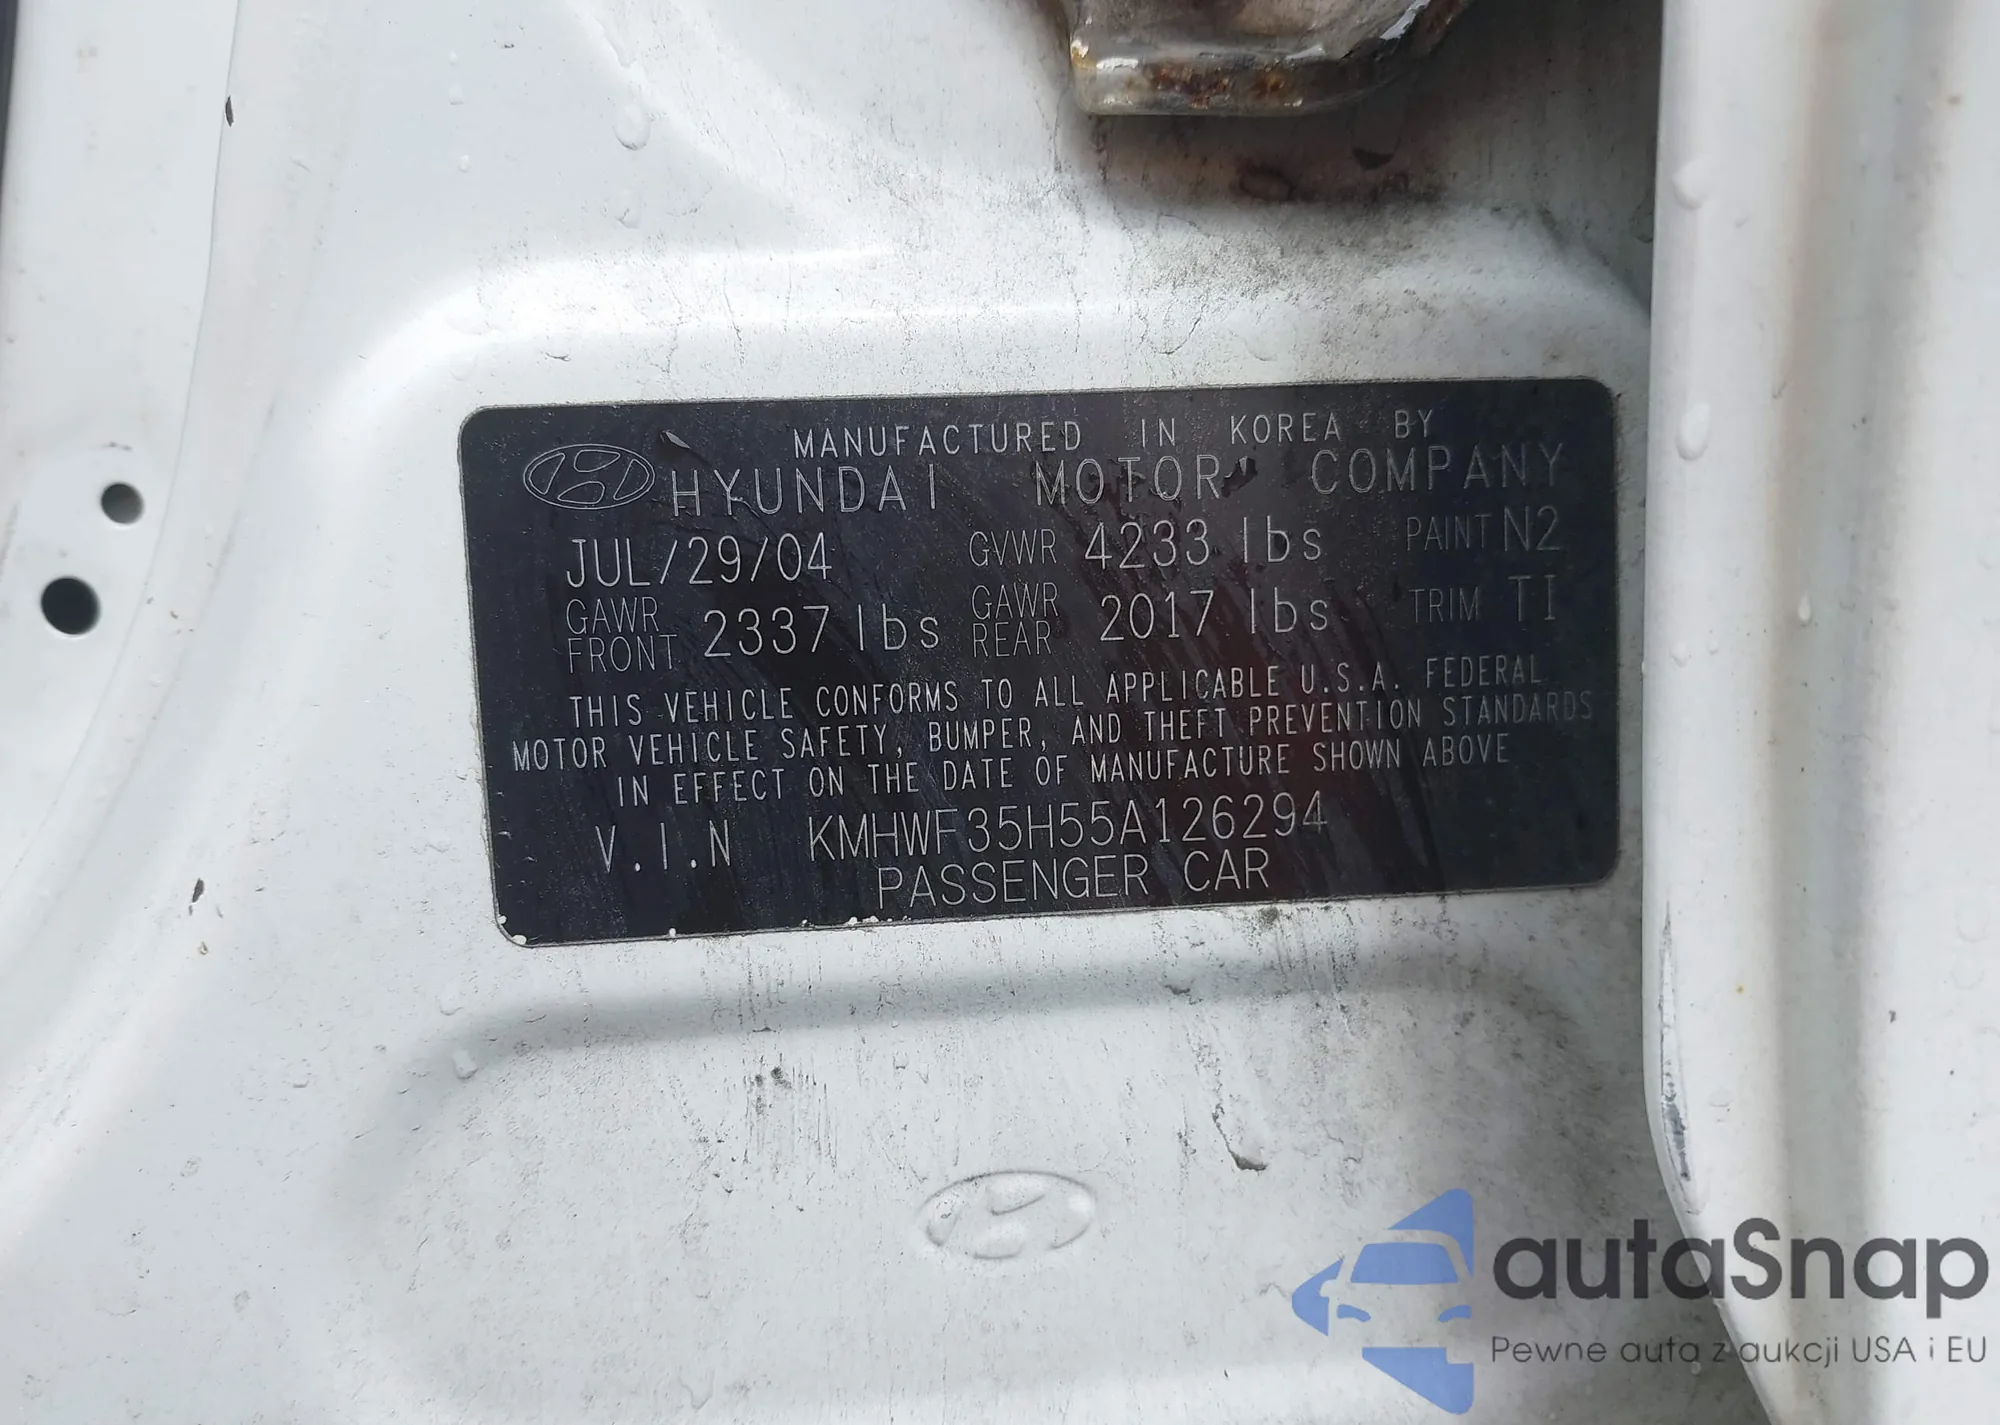 MANUFACTURED IN KOREA BY
HYUNDAI MOTOR COMPANY
JUL/29/04 GVWR 4233 lbs PAINT N2
GAWR FRONT 2337 lbs GAWR REAR 2017 lbs TRIM TI
THIS VEHICLE CONFORMS TO ALL APPLICABLE U.S.A. FEDERAL
MOTOR VEHICLE SAFETY, BUMPER, AND THEFT PREVENTION STANDARDS
IN EFFECT ON THE DATE OF MANUFACTURE SHOWN ABOVE
V.I.N KMHWF35H55A126294
PASSENGER CAR
autaSnap
Pewne auta z aukcji USA i EU